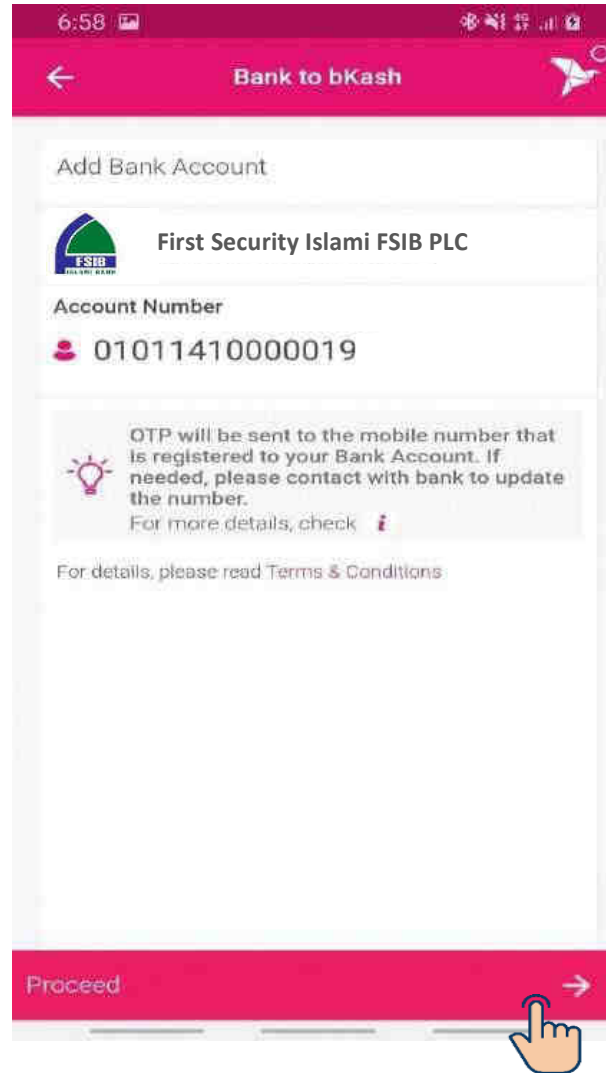 6:58
Bank to bKash
Add Bank Account
FSIB
ISLAMI BANK
First Security Islami FSIB PLC
Account Number
01011410000019
OTP will be sent to the mobile number that
is registered to your Bank Account. If
needed, please contact with bank to update
the number.
For more details, check i
For details, please read Terms & Conditions
Proceed